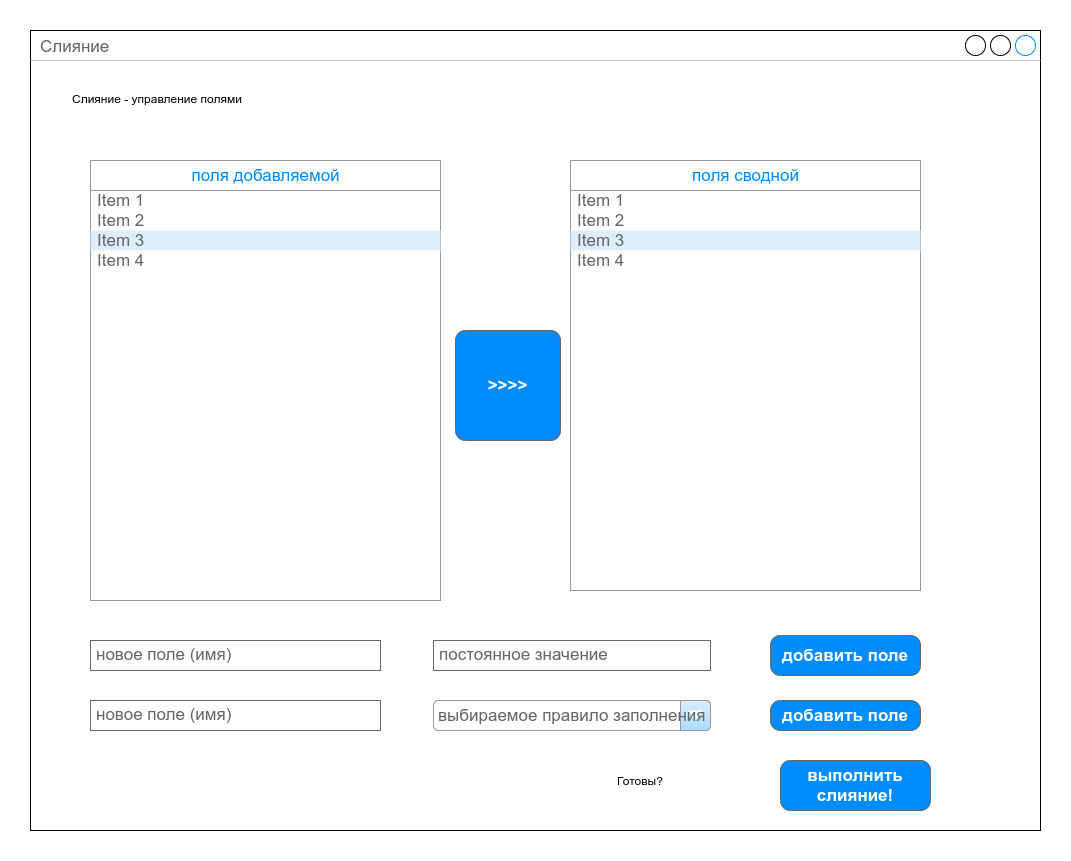 Слияние
Слияние - управление полями
поля добавляемой
Item 1
Item 2
Item 3
Item 4
>>>>
поля сводной
Item 1
Item 2
Item 3
Item 4
новое поле (имя)
постоянное значение
добавить поле
новое поле (имя)
выбираемое правило заполнения
добавить поле
Готовы?
выполнить
слияние!